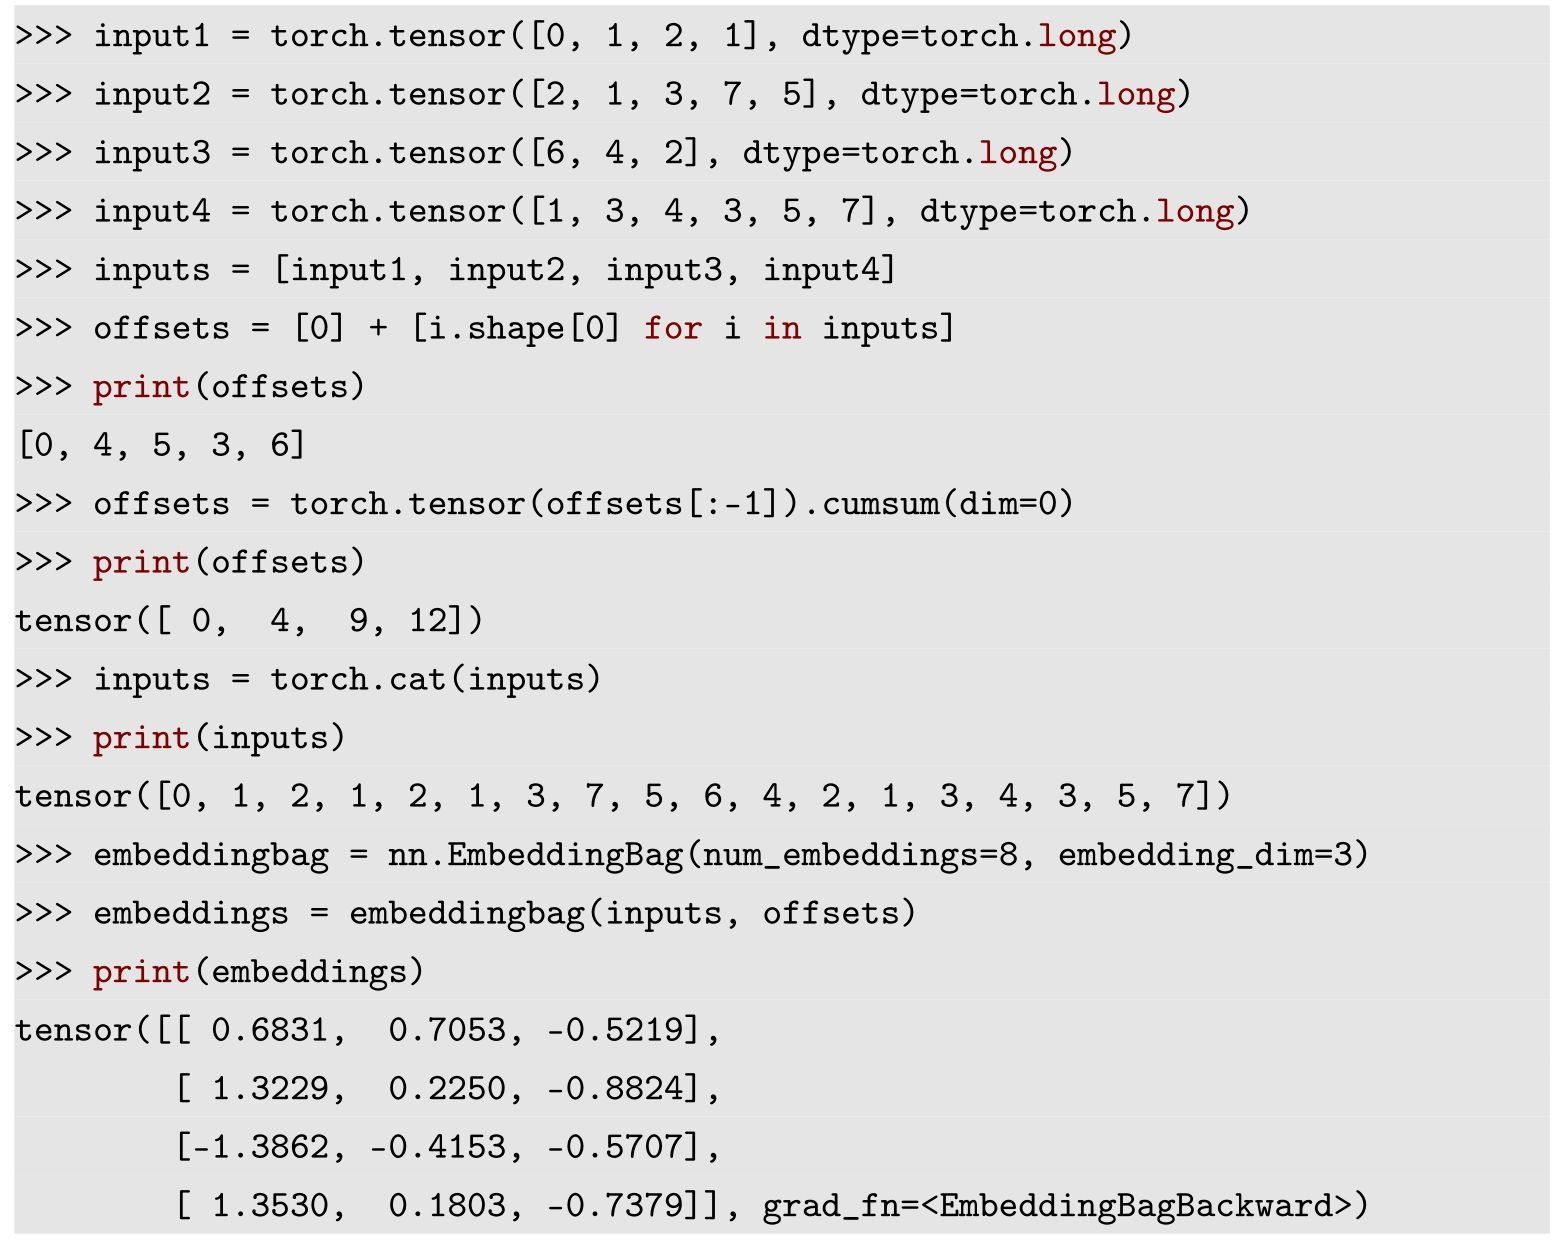 >>> input1 = torch.tensor([0, 1, 2, 1], dtype=torch.long)
>>> input2 = torch.tensor([2, 1, 3, 7, 5], dtype=torch.long)
>>> input3 = torch.tensor([6, 4, 2], dtype=torch.long)
>>> input4 = torch.tensor([1, 3, 4, 3, 5, 7], dtype=torch.long)
>>> inputs = [input1, input2, input3, input4]
>>> offsets = [0] + [i.shape[0] for i in inputs]
>>> print(offsets)
[0, 4, 5, 3, 6]
>>> offsets = torch.tensor(offsets[:-1]).cumsum(dim=0)
>>> print(offsets)
tensor([ 0,  4,  9, 12])
>>> inputs = torch.cat(inputs)
>>> print(inputs)
tensor([0, 1, 2, 1, 2, 1, 3, 7, 5, 6, 4, 2, 1, 3, 4, 3, 5, 7])
>>> embeddingbag = nn.EmbeddingBag(num_embeddings=8, embedding_dim=3)
>>> embeddings = embeddingbag(inputs, offsets)
>>> print(embeddings)
tensor([[ 0.6831,  0.7053, -0.5219],
        [ 1.3229,  0.2250, -0.8824],
        [-1.3862, -0.4153, -0.5707],
        [ 1.3530,  0.1803, -0.7379]], grad_fn=<EmbeddingBagBackward>)